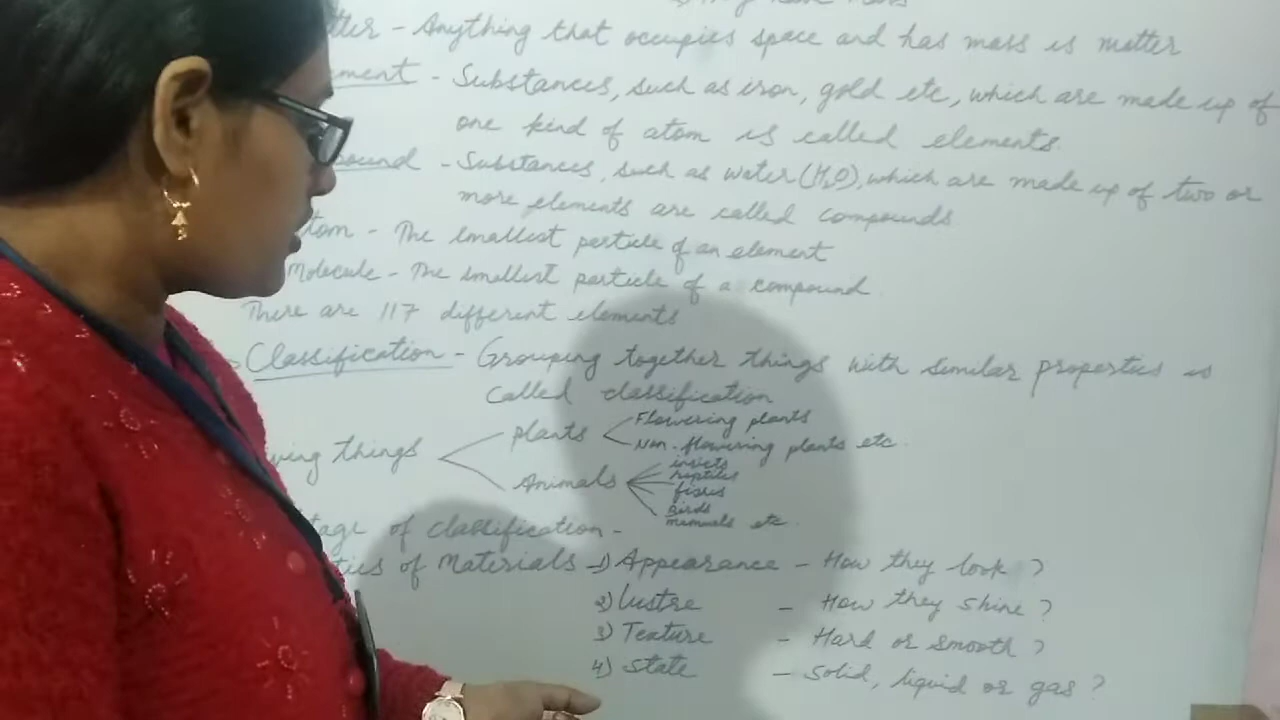 tter - Anything that occupies space and has mass is matter
ement - Substances, such as iron, gold etc, which are made up of
one kind of atom is called elements.
pound - Substances, such as water (H2O), which are made up of two or
more elements are called compounds
tom - The smallest particle of an element
Molecule - The smallest particle of a compound.
There are 117 different elements
Classification - Grouping together things with similar properties is
called classification
ving things
plants
Flowering plants
Non-flowering plants etc.
Animals
insects
reptiles
fishes
Birds
mammals etc.
tage of classification -
ties of Materials - 1) Appearance - How they look ?
2) Lustre - How they shine ?
3) Texture - Hard or smooth ?
4) State - Solid, liquid or gas ?